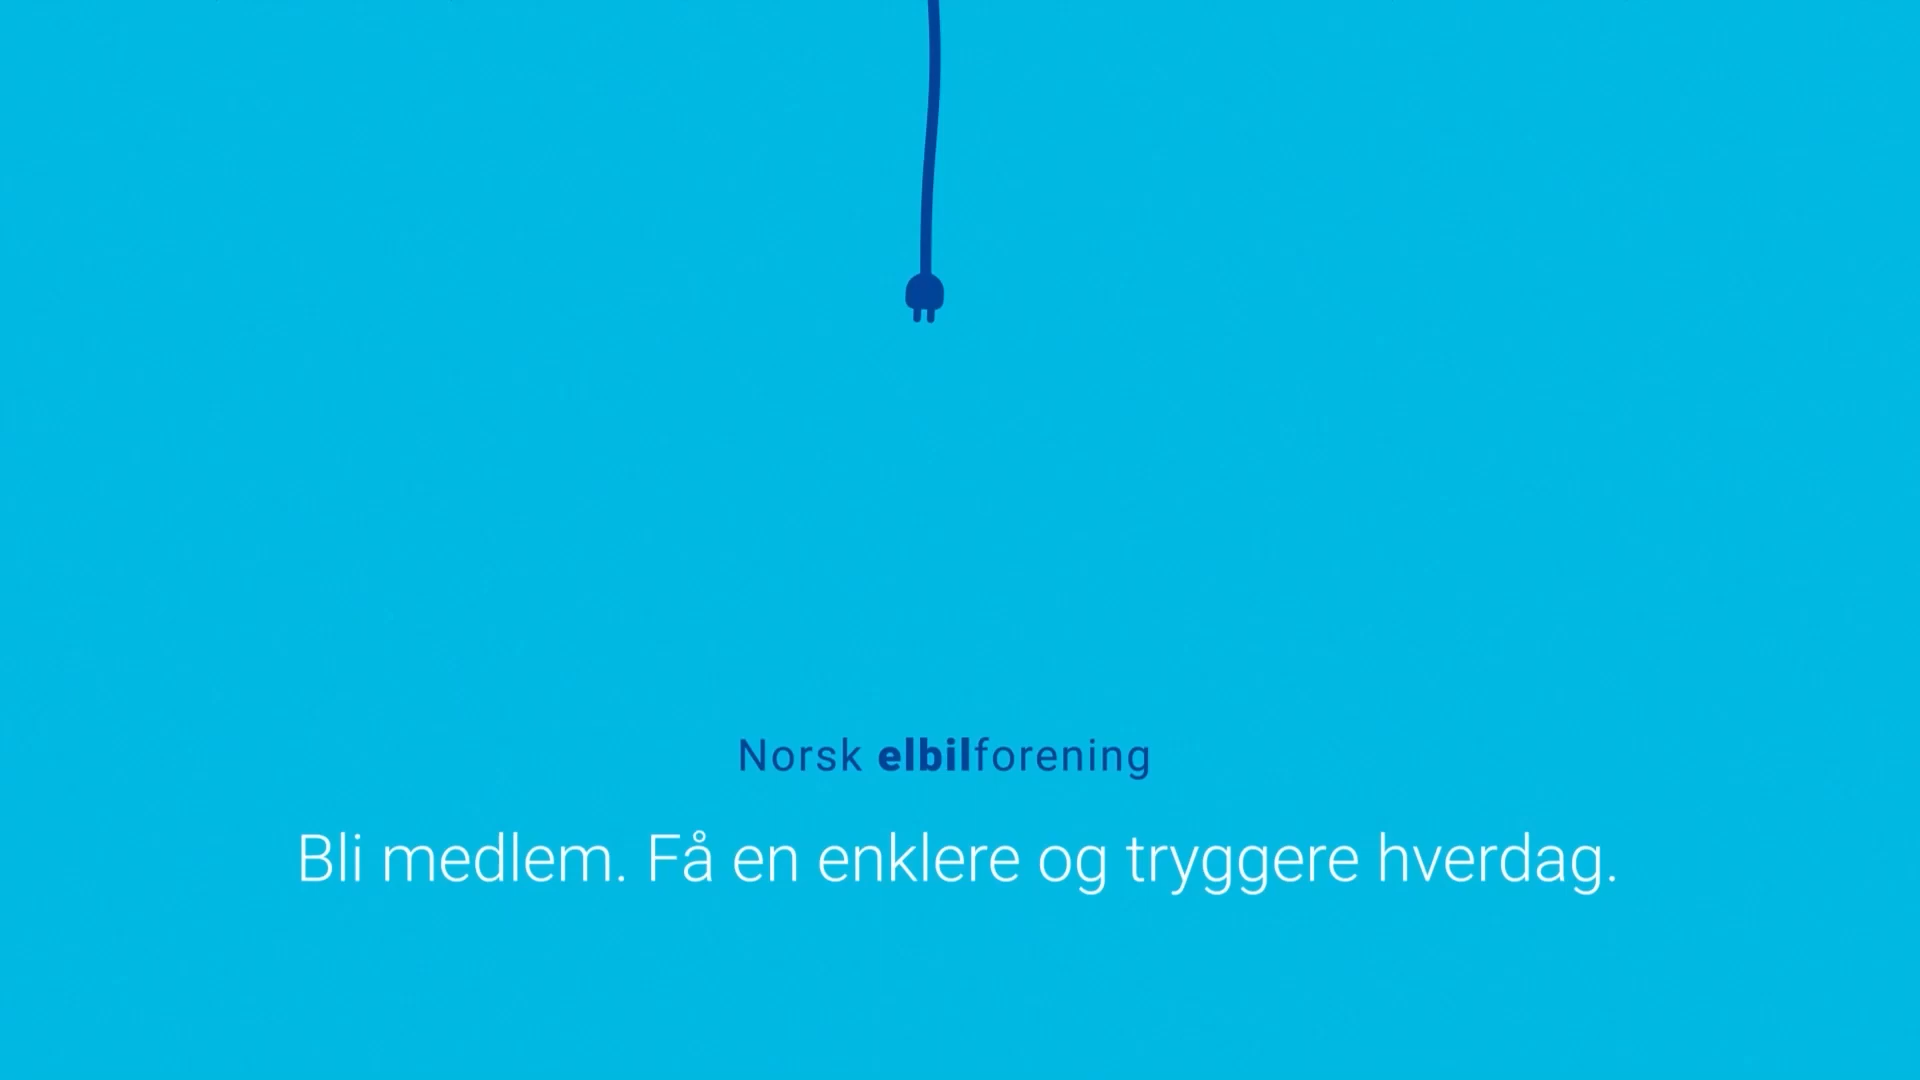 Norsk elbilforening
Bli medlem. Få en enklere og tryggere hverdag.